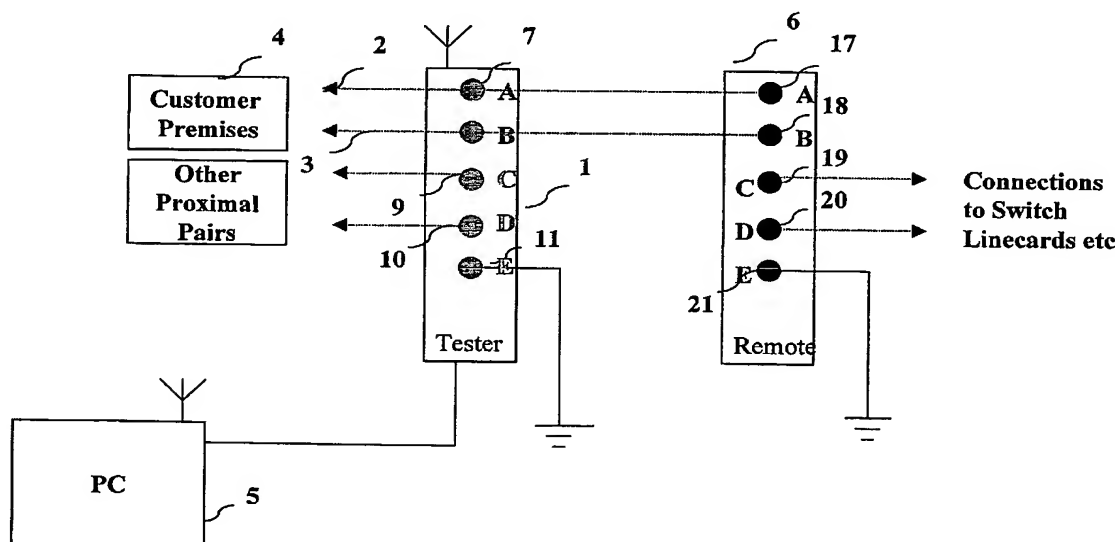 4
2
7
6
17
Customer
Premises
A
A
18
B
B
3
Other
Proximal
Pairs
9
C
1
C
19
Connections
to Switch
Linecards etc
10
D
D
20
11
E
E
21
Tester
Remote
PC
5